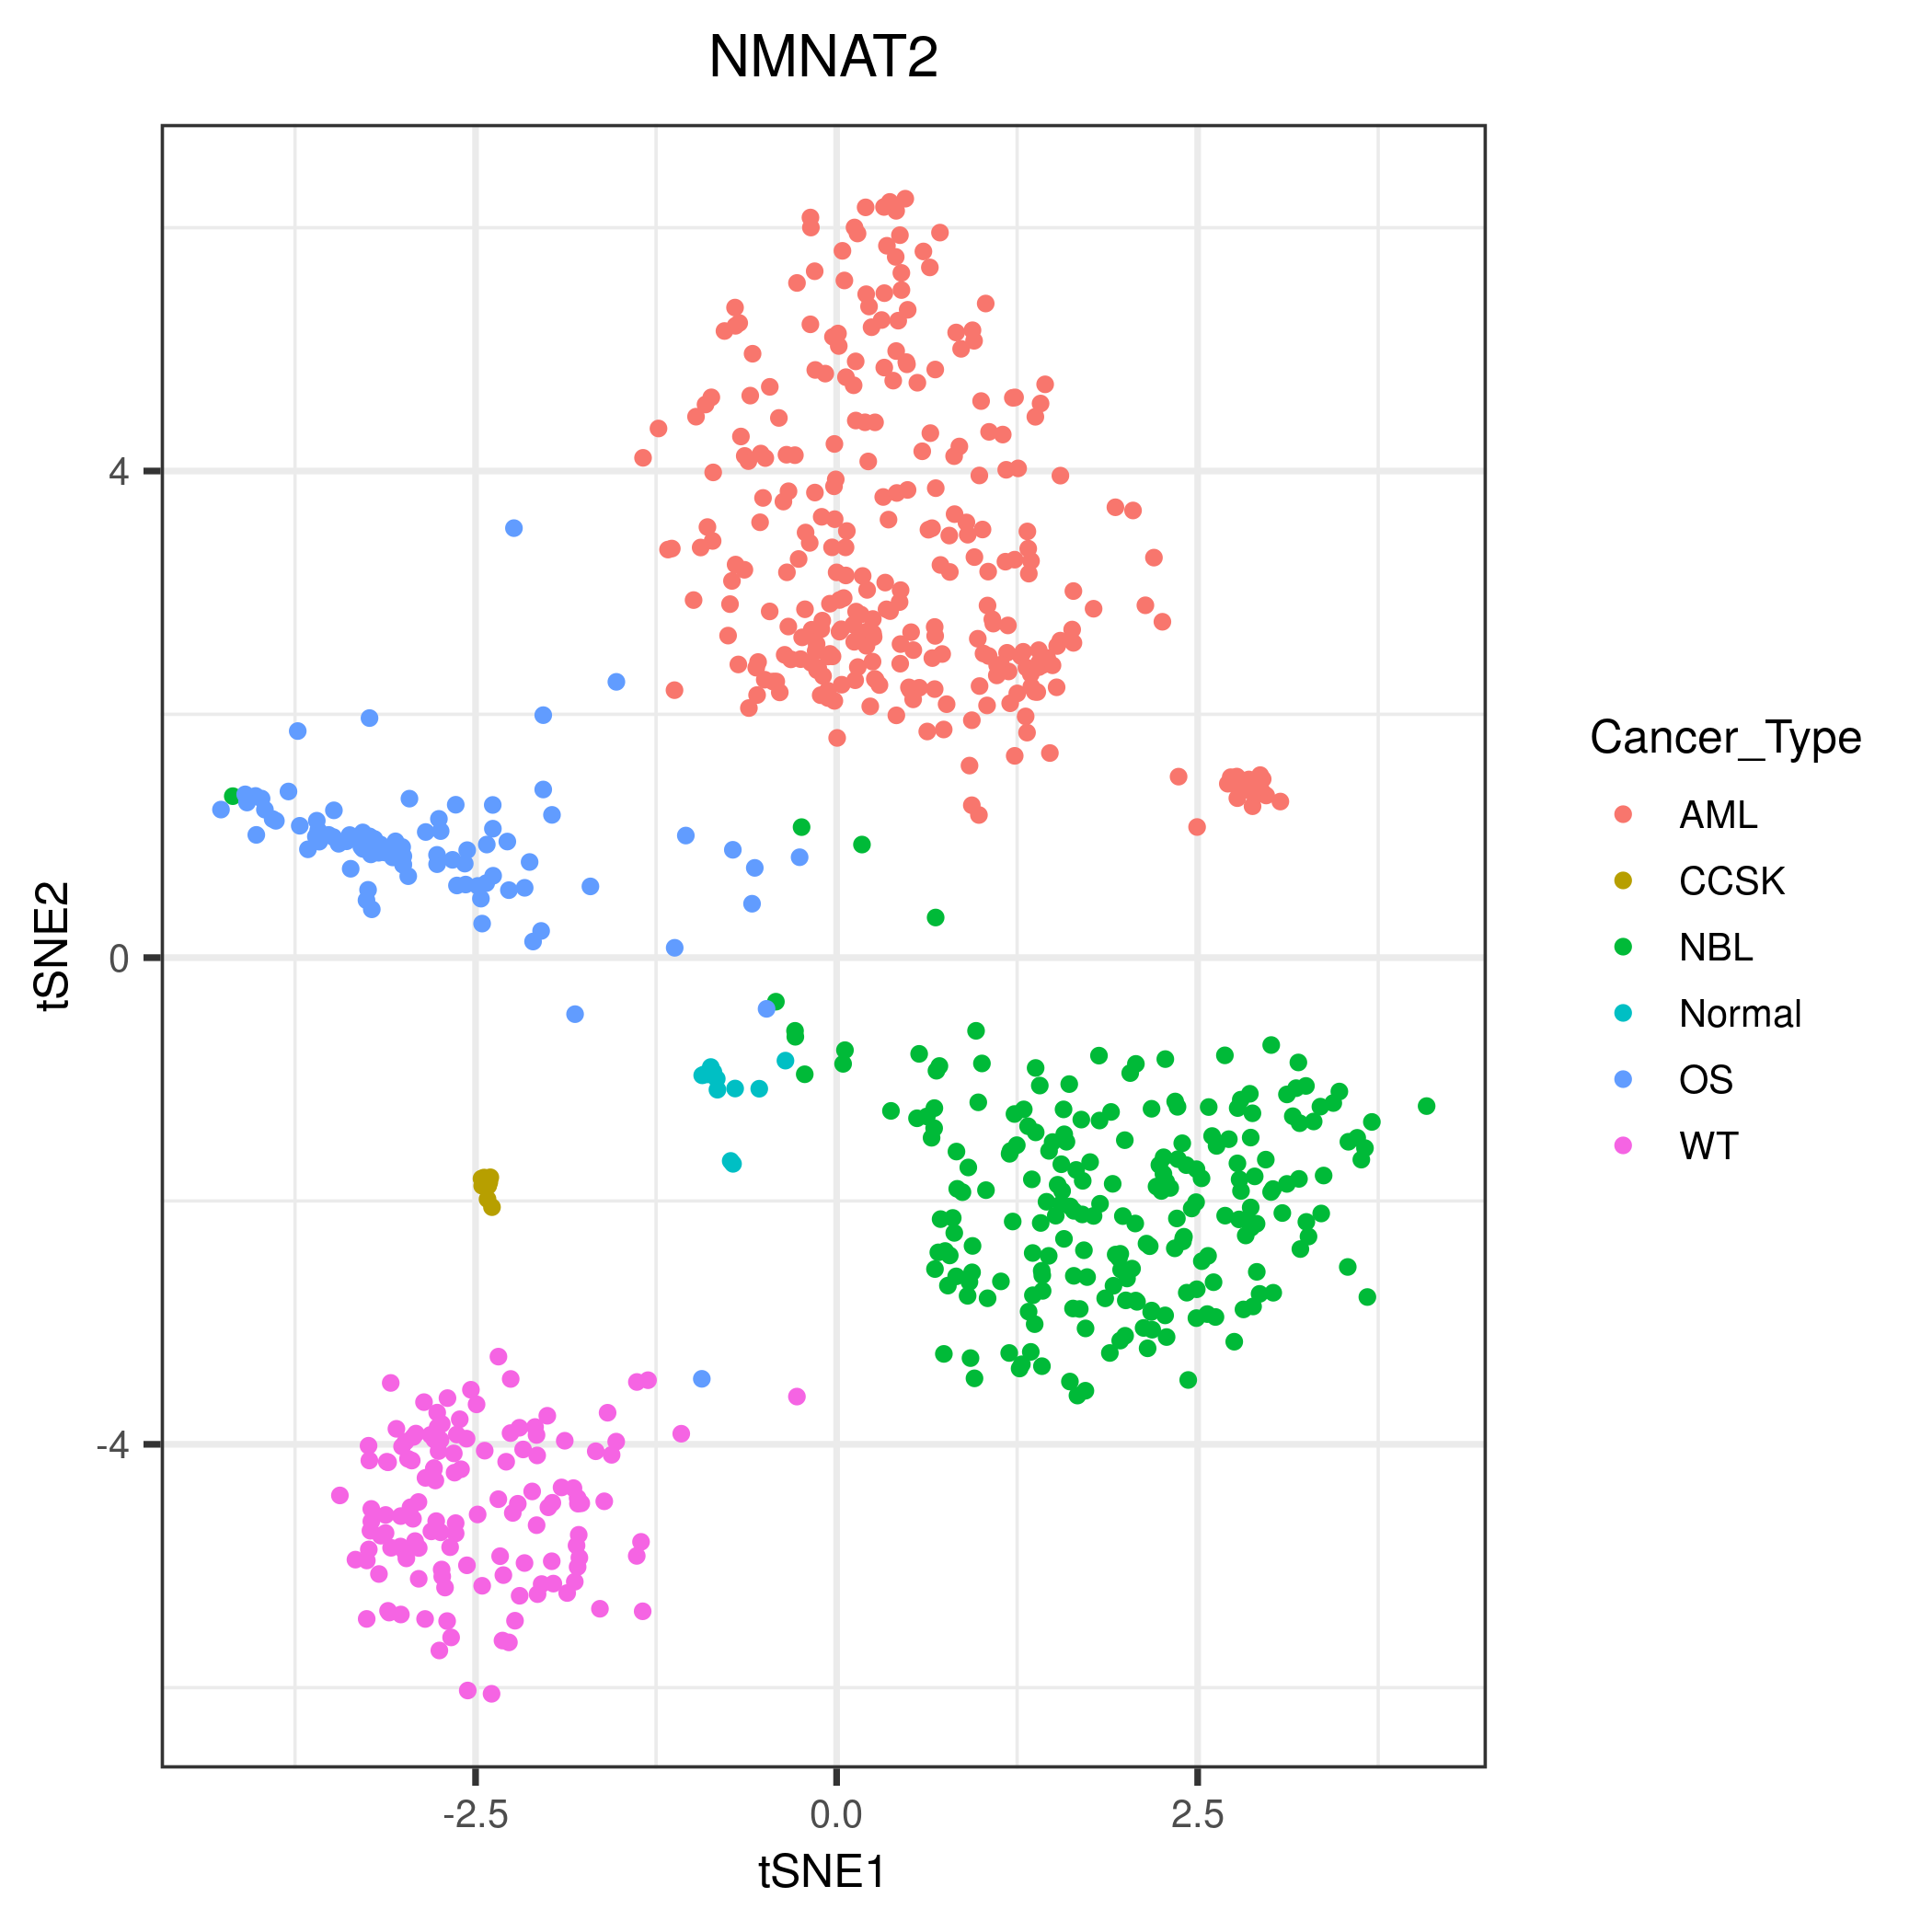 NMNAT2
4
0
-4
tSNE2
-2.5
0.0
2.5
tSNE1
Cancer_Type
AML
CCSK
NBL
Normal
OS
WT